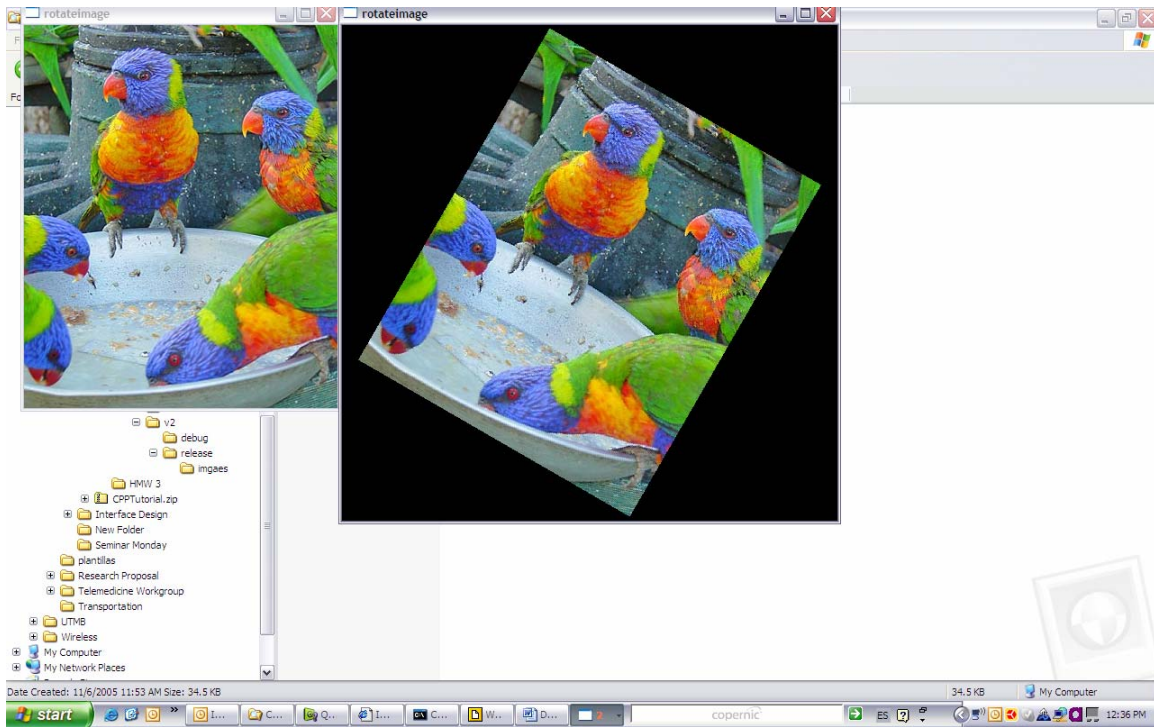 rotateimage
rotateimage
v2
debug
release
imgaes
HMW 3
CPPTutorial.zip
Interface Design
New Folder
Seminar Monday
plantillas
Research Proposal
Telemedicine Workgroup
Transportation
UTMB
Wireless
My Computer
My Network Places
Date Created: 11/6/2005 11:53 AM Size: 34.5 KB
34.5 KB
My Computer
start
I...
C...
Q...
I...
C...
W...
D...
2
copernic
ES
12:36 PM